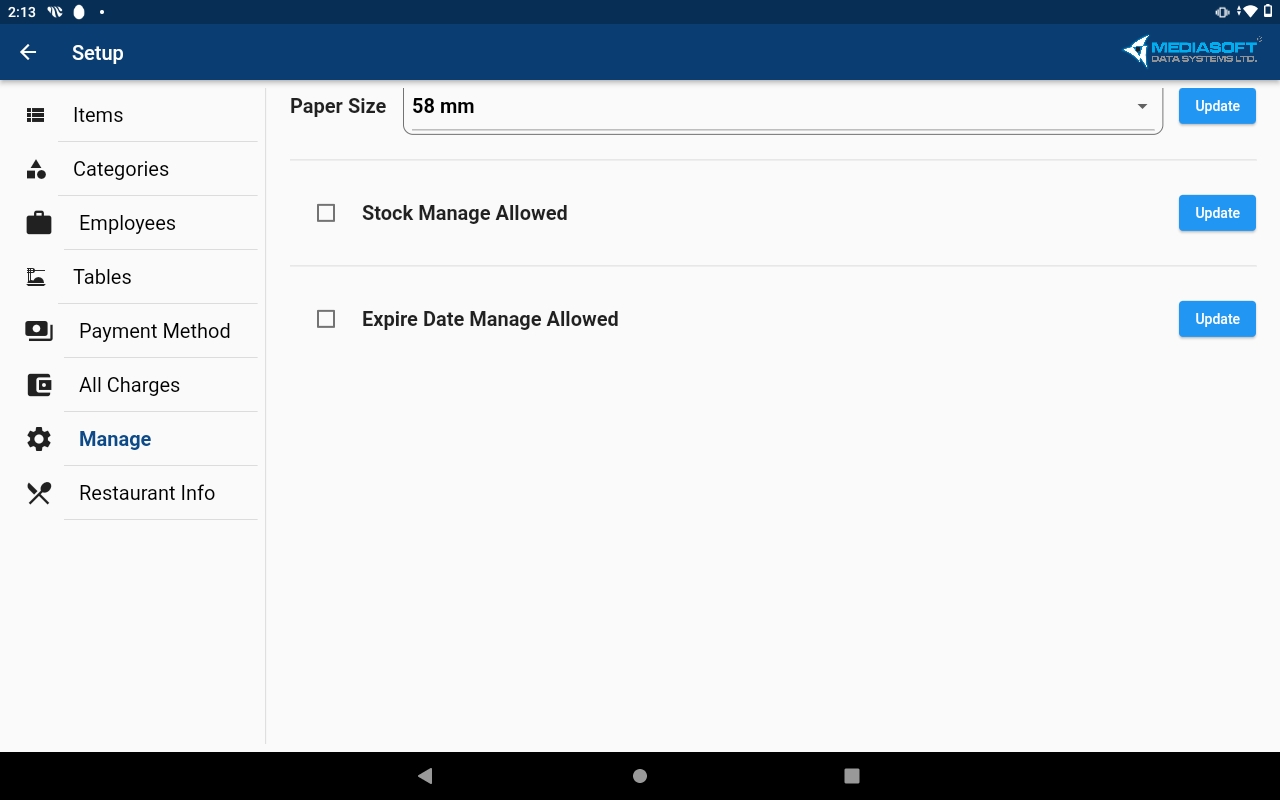 2:13
Setup
MEDIASOFT
DATA SYSTEMS LTD.
Items
Categories
Employees
Tables
Payment Method
All Charges
Manage
Restaurant Info
Paper Size
58 mm
Update
Stock Manage Allowed
Update
Expire Date Manage Allowed
Update